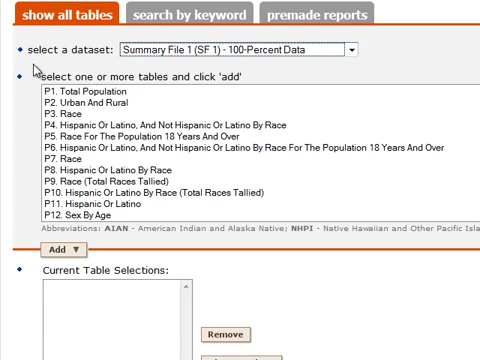 show all tables
search by keyword
premade reports
select a dataset: Summary File 1 (SF 1) - 100-Percent Data
select one or more tables and click 'add'
P1. Total Population
P2. Urban And Rural
P3. Race
P4. Hispanic Or Latino, And Not Hispanic Or Latino By Race
P5. Race For The Population 18 Years And Over
P6. Hispanic Or Latino, And Not Hispanic Or Latino By Race For The Population 18 Years And Over
P7. Race
P8. Hispanic Or Latino By Race
P9. Race (Total Races Tallied)
P10. Hispanic Or Latino By Race (Total Races Tallied)
P11. Hispanic Or Latino
P12. Sex By Age
Abbreviations: AIAN - American Indian and Alaska Native; NHPI - Native Hawaiian and Other Pacific Isl
Add
Current Table Selections:
Remove